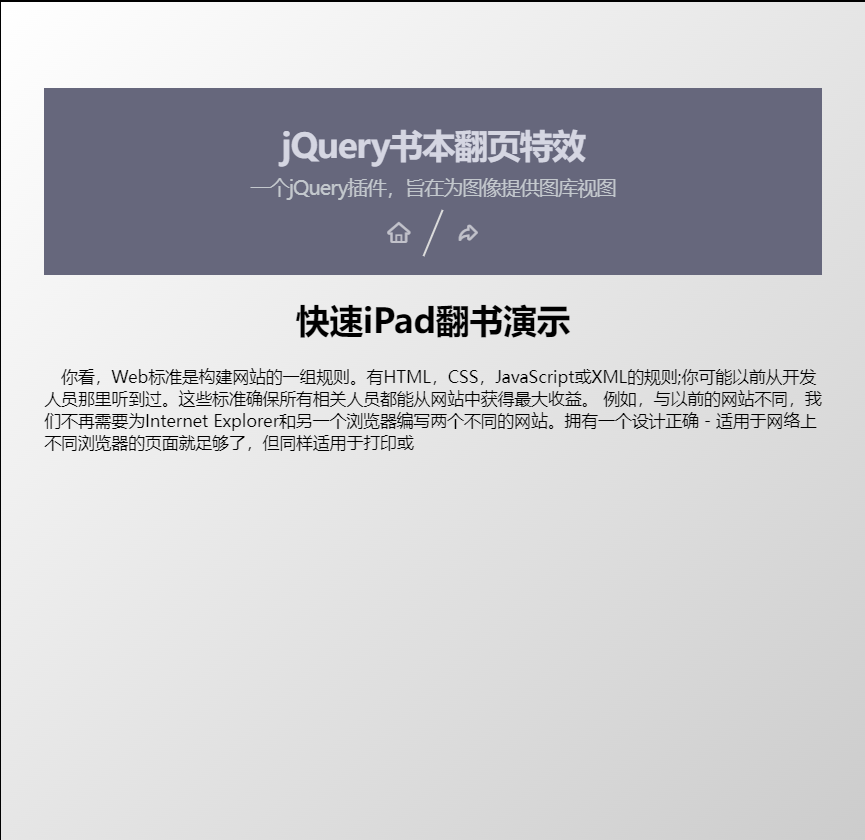 jQuery书本翻页特效
一个jQuery插件，旨在为图像提供图库视图
快速iPad翻书演示
你看，Web标准是构建网站的一组规则。有HTML，CSS，JavaScript或XML的规则;你可能以前从开发
人员那里听到过。这些标准确保所有相关人员都能从网站中获得最大收益。 例如，与以前的网站不同，我
们不再需要为Internet Explorer和另一个浏览器编写两个不同的网站。拥有一个设计正确 - 适用于网络上
不同浏览器的页面就足够了，但同样适用于打印或